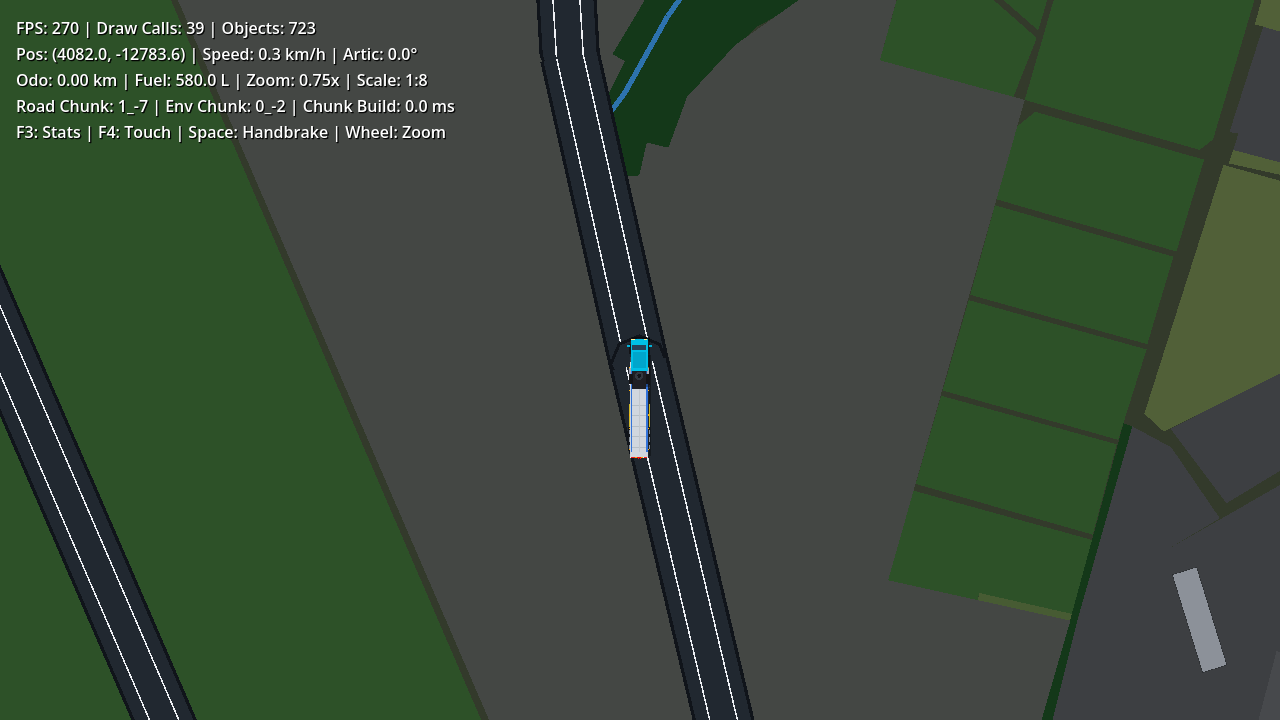 FPS: 270 | Draw Calls: 39 | Objects: 723
Pos: (4082.0, -12783.6) | Speed: 0.3 km/h | Artic: 0.0°
Odo: 0.00 km | Fuel: 580.0 L | Zoom: 0.75x | Scale: 1:8
Road Chunk: 1_-7 | Env Chunk: 0_-2 | Chunk Build: 0.0 ms
F3: Stats | F4: Touch | Space: Handbrake | Wheel: Zoom